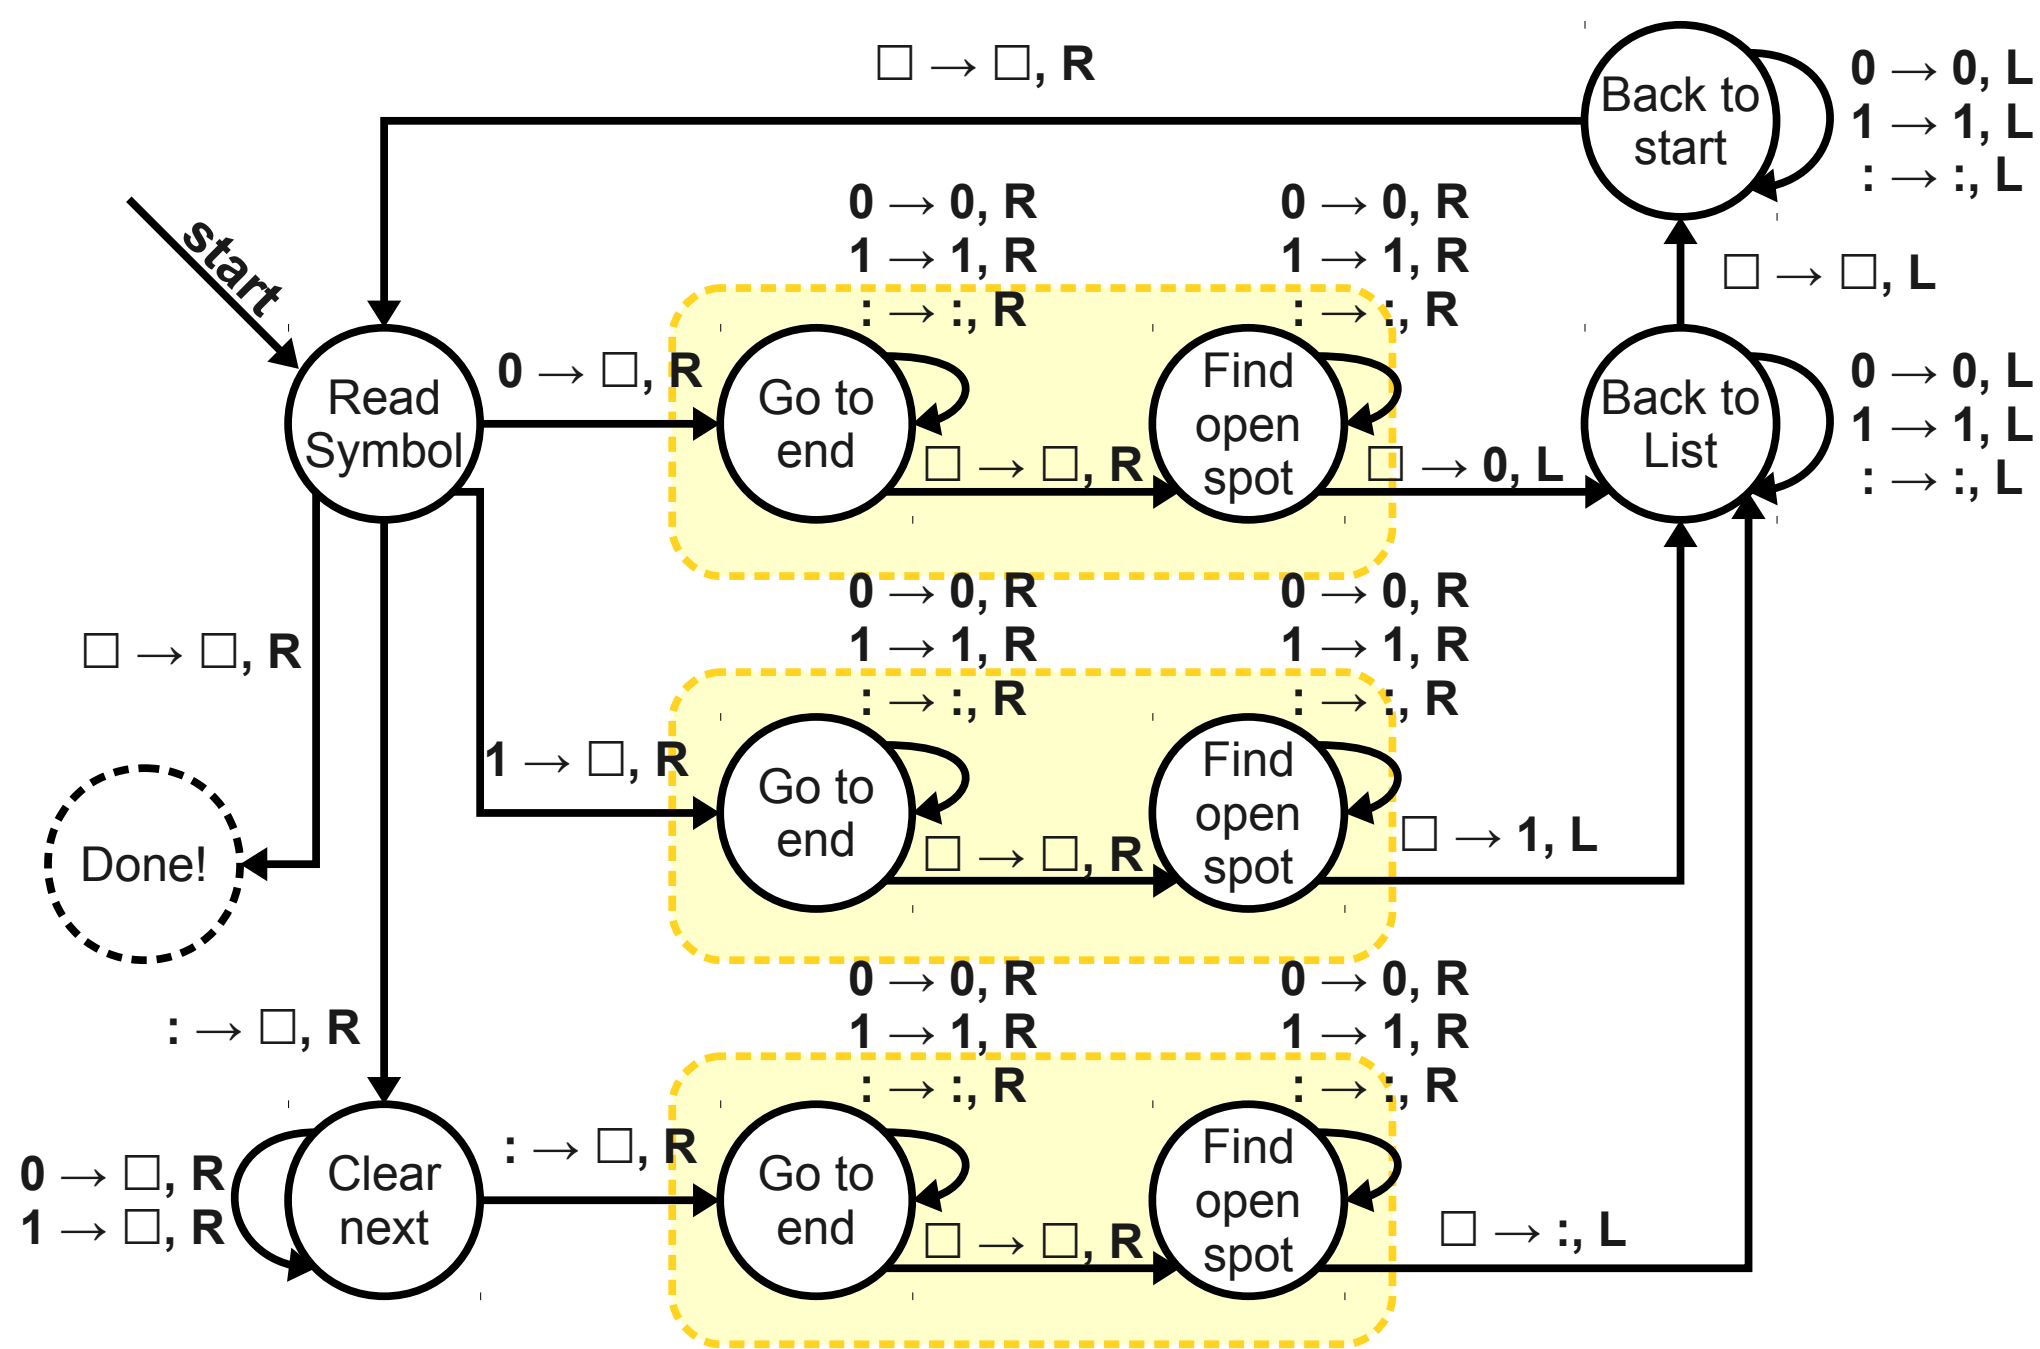 □ → □, R
Back to
start
0 → 0, L
1 → 1, L
: → :, L
start
0 → 0, R
1 → 1, R
: → :, R
0 → 0, R
1 → 1, R
: → :, R
□ → □, L
Read
Symbol
0 → □, R
Go to
end
□ → □, R
Find
open
spot
□ → 0, L
Back to
List
0 → 0, L
1 → 1, L
: → :, L
□ → □, R
Done!
0 → 0, R
1 → 1, R
: → :, R
0 → 0, R
1 → 1, R
: → :, R
1 → □, R
Go to
end
□ → □, R
Find
open
spot
□ → 1, L
: → □, R
0 → 0, R
1 → 1, R
: → :, R
0 → 0, R
1 → 1, R
: → :, R
0 → □, R
1 → □, R
Clear
next
: → □, R
Go to
end
□ → □, R
Find
open
spot
□ → :, L